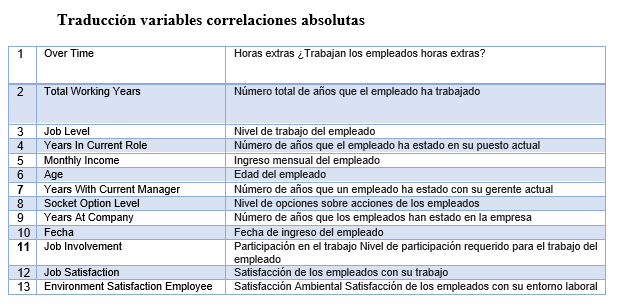 Traducción variables correlaciones absolutas
1 Over Time Horas extras ¿Trabajan los empleados horas extras?
2 Total Working Years Número total de años que el empleado ha trabajado
3 Job Level Nivel de trabajo del empleado
4 Years In Current Role Número de años que el empleado ha estado en su puesto actual
5 Monthly Income Ingreso mensual del empleado
6 Age Edad del empleado
7 Years With Current Manager Número de años que un empleado ha estado con su gerente actual
8 Socket Option Level Nivel de opciones sobre acciones de los empleados
9 Years At Company Número de años que los empleados han estado en la empresa
10 Fecha Fecha de ingreso del empleado
11 Job Involvement Participación en el trabajo Nivel de participación requerido para el trabajo del
empleado
12 Job Satisfaction Satisfacción de los empleados con su trabajo
13 Environment Satisfaction Employee Satisfacción Ambiental Satisfacción de los empleados con su entorno laboral